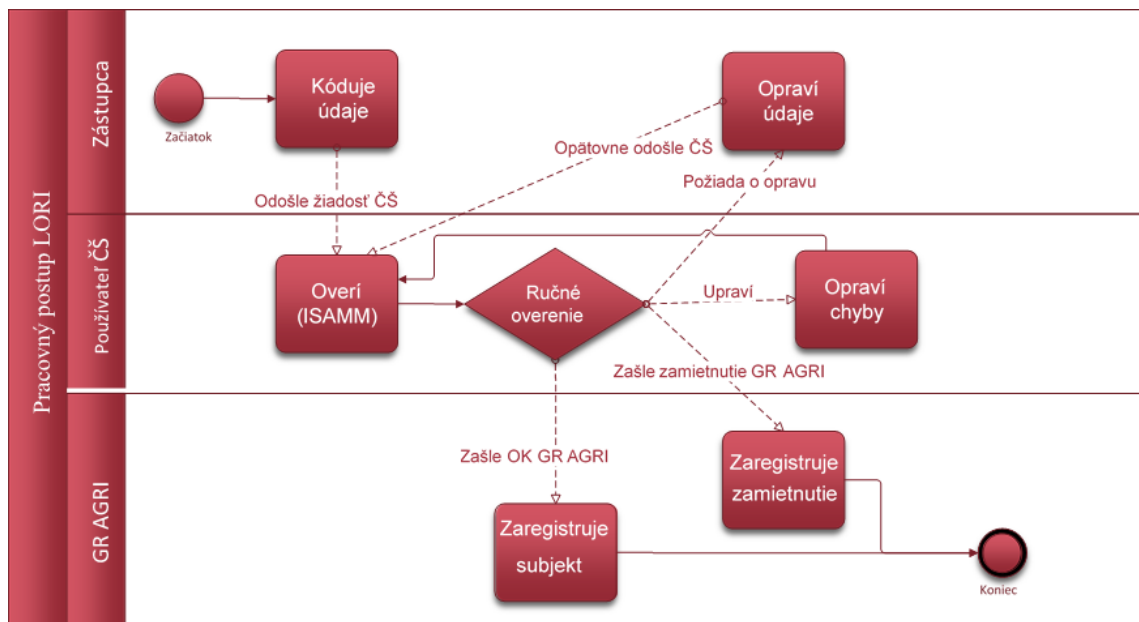 Pracovný postup LORI
Zástupca
Začiatok
Kóduje
údaje
Opraví
údaje
Opätovne odošle ČŠ
Požiada o opravu
Odošle žiadosť ČŠ
Používateľ ČŠ
Overí
(ISAMM)
Ručné
overenie
Upraví
Opraví
chyby
Zašle zamietnutie GR AGRI
GR AGRI
Zašle OK GR AGRI
Zaregistruje
zamietnutie
Zaregistruje
subjekt
Koniec